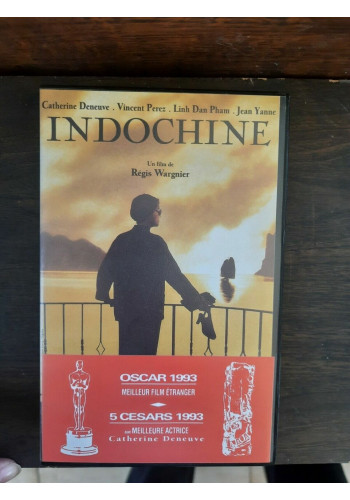 Catherine Deneuve . Vincent Perez . Linh Dan Pham . Jean Yanne
INDOCHINE
Un film de
Régis Wargnier
OSCAR 1993
MEILLEUR FILM ÉTRANGER
5 CESARS 1993
MEILLEURE ACTRICE
Catherine Deneuve